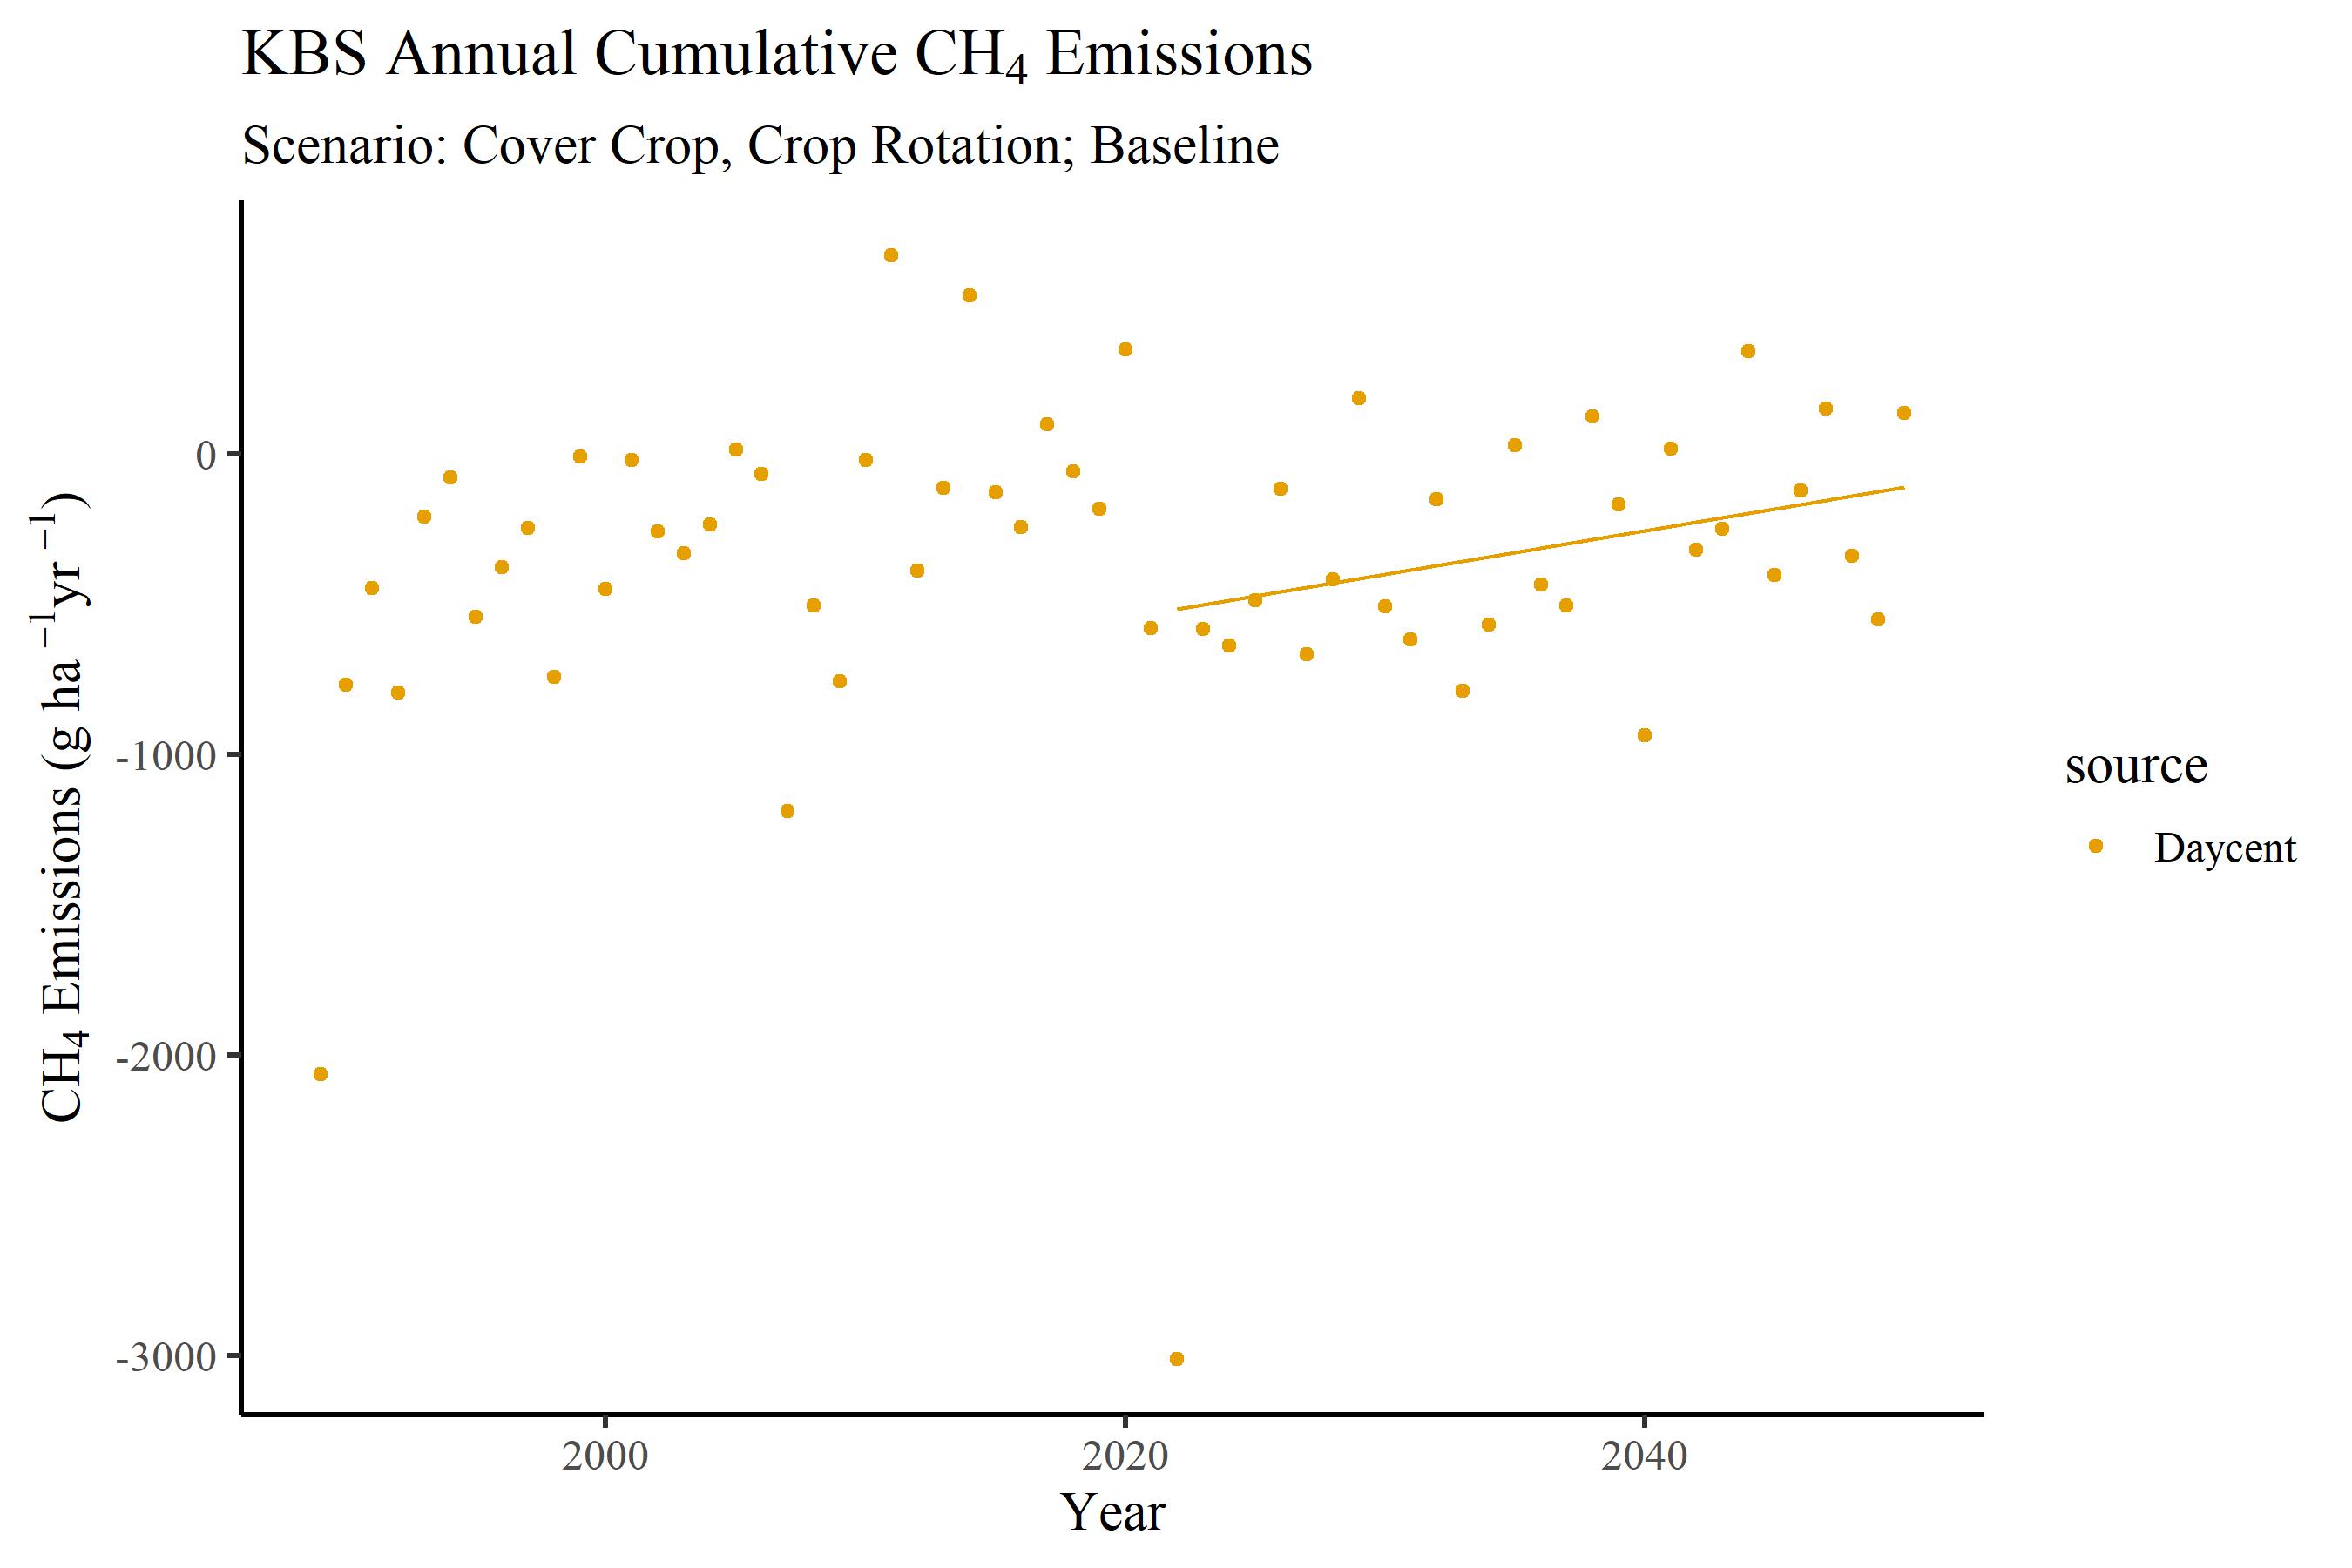 KBS Annual Cumulative CH₄ Emissions
Scenario: Cover Crop, Crop Rotation; Baseline
CH₄ Emissions (g ha ⁻¹yr ⁻¹)
0
-1000
-2000
-3000
2000 2020 2040
Year
source
Daycent